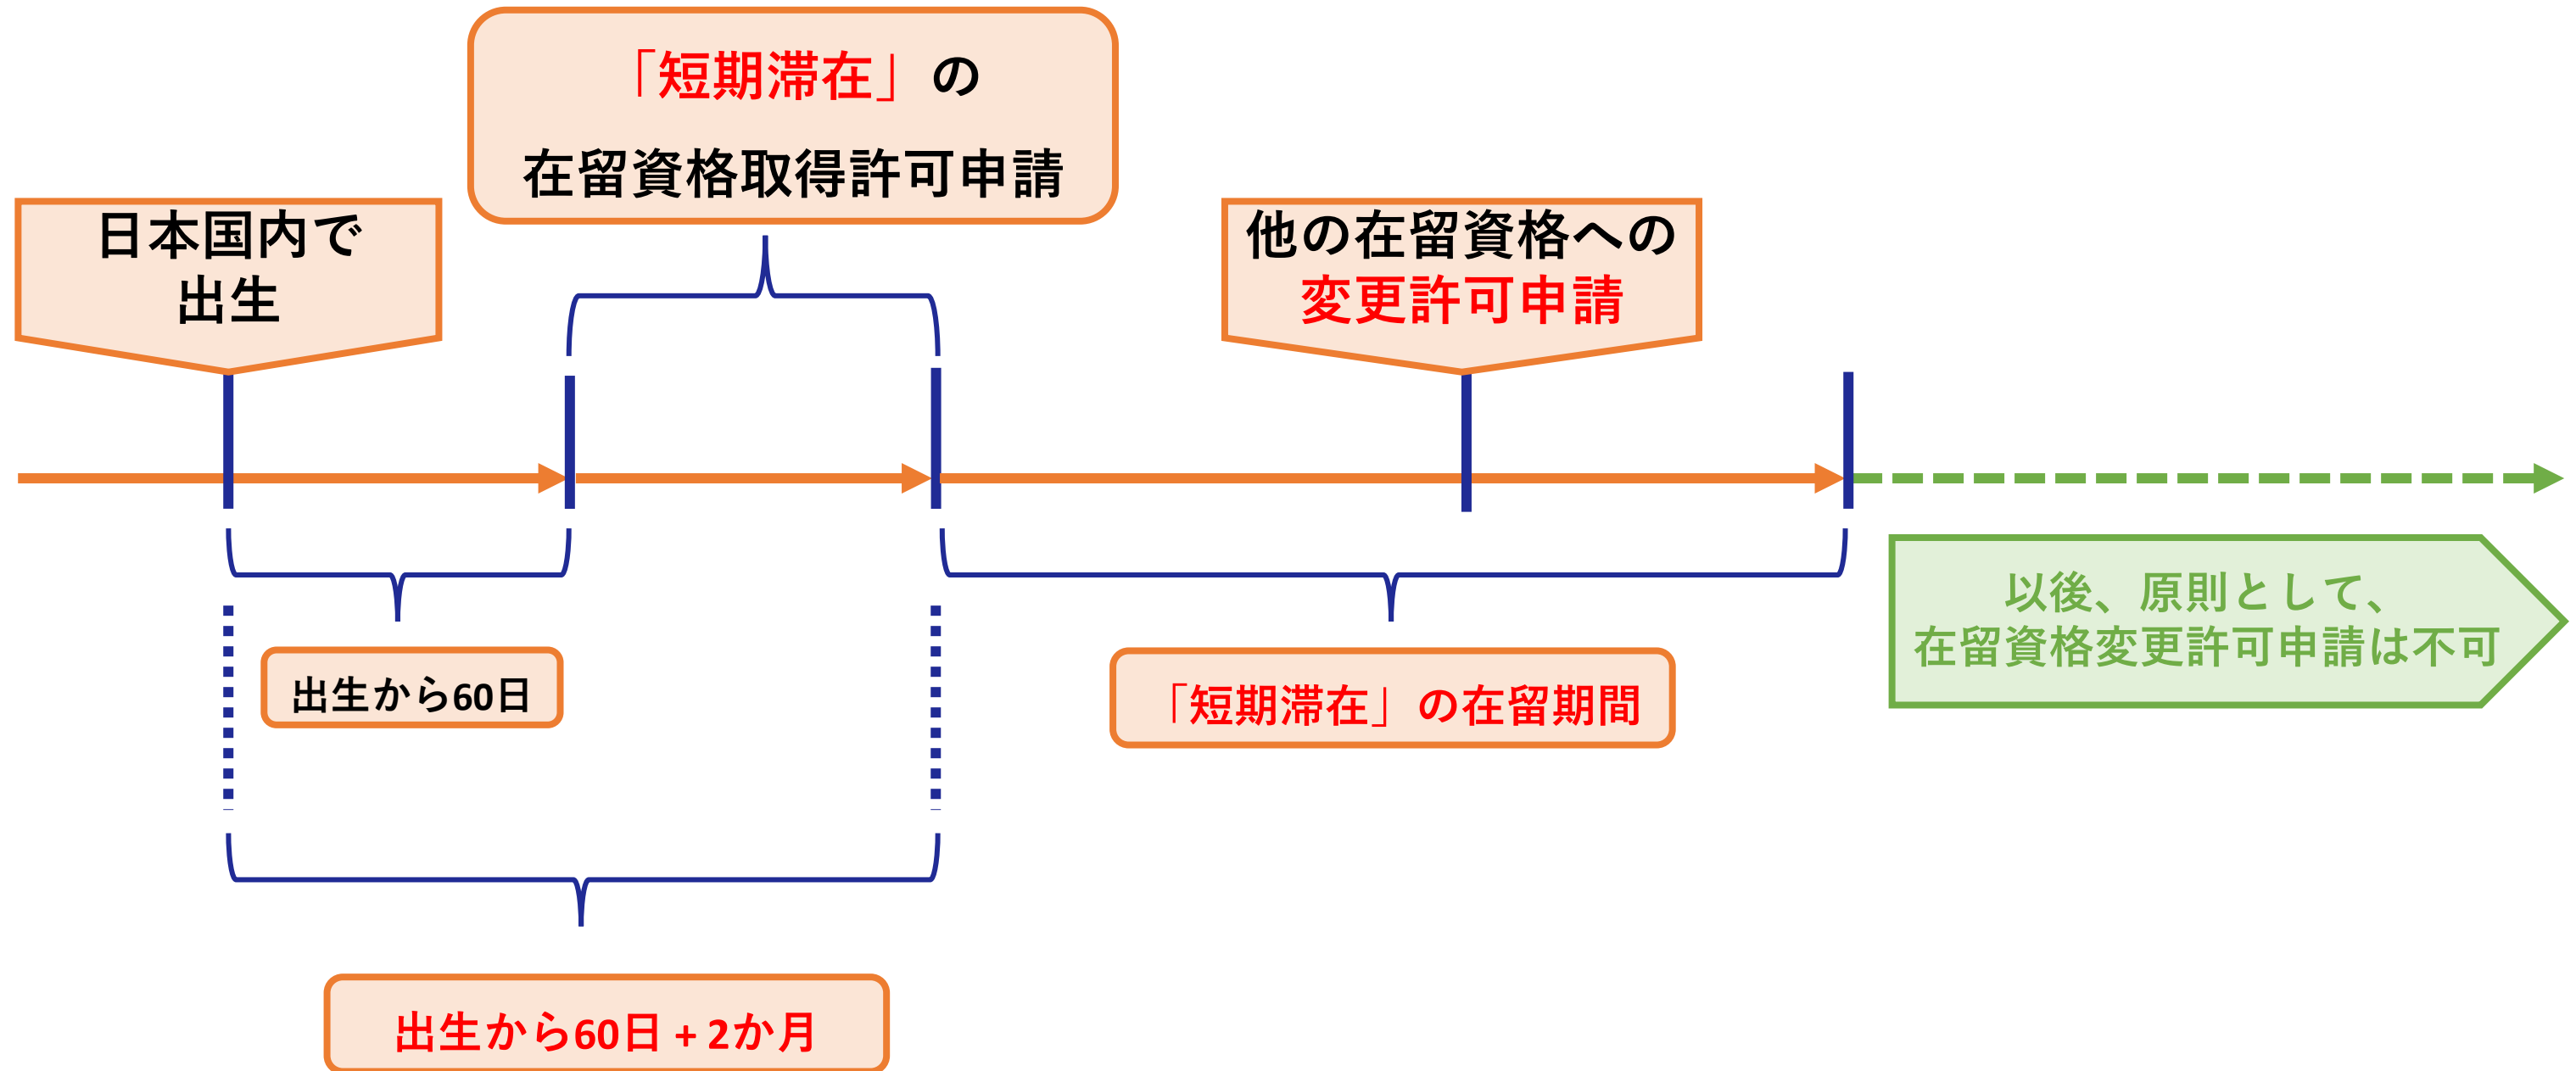 「短期滞在」の
在留資格取得許可申請
日本国内で
出生
他の在留資格への
変更許可申請
以後、原則として、
在留資格変更許可申請は不可
出生から60日
「短期滞在」の在留期間
出生から60日 + 2か月